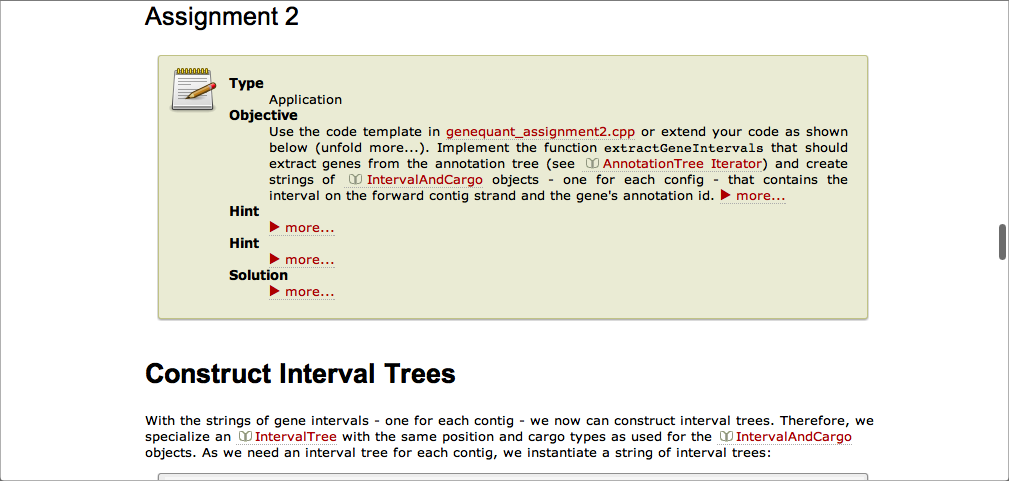 Assignment 2
Type
Application
Objective
Use the code template in genequant_assignment2.cpp or extend your code as shown
below (unfold more...). Implement the function extractGeneIntervals that should
extract genes from the annotation tree (see AnnotationTree Iterator) and create
strings of IntervalAndCargo objects - one for each config - that contains the
interval on the forward contig strand and the gene's annotation id. ▶ more...
Hint
▶ more...
Hint
▶ more...
Solution
▶ more...
Construct Interval Trees
With the strings of gene intervals - one for each contig - we now can construct interval trees. Therefore, we
specialize an IntervalTree with the same position and cargo types as used for the IntervalAndCargo
objects. As we need an interval tree for each contig, we instantiate a string of interval trees: